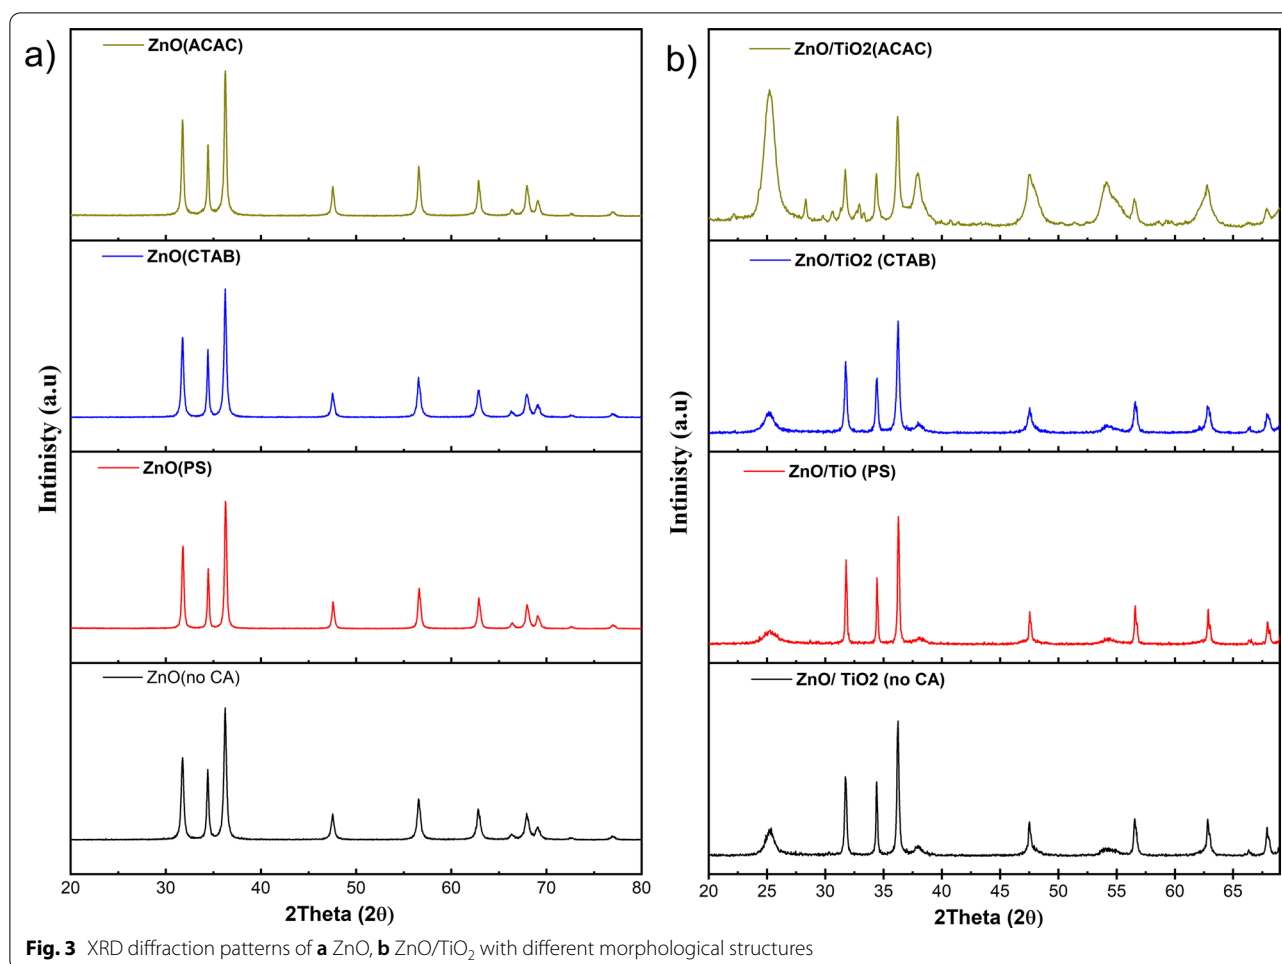 a)
ZnO(ACAC)
ZnO(CTAB)
ZnO(PS)
ZnO(no CA)
Intinisty (a.u)
20 30 40 50 60 70 80
2Theta (2θ)
b)
ZnO/TiO2(ACAC)
ZnO/TiO2 (CTAB)
ZnO/TiO (PS)
ZnO/ TiO2 (no CA)
Intinisty (a.u)
20 25 30 35 40 45 50 55 60 65
2Theta (2θ)
Fig. 3 XRD diffraction patterns of a ZnO, b ZnO/TiO₂ with different morphological structures